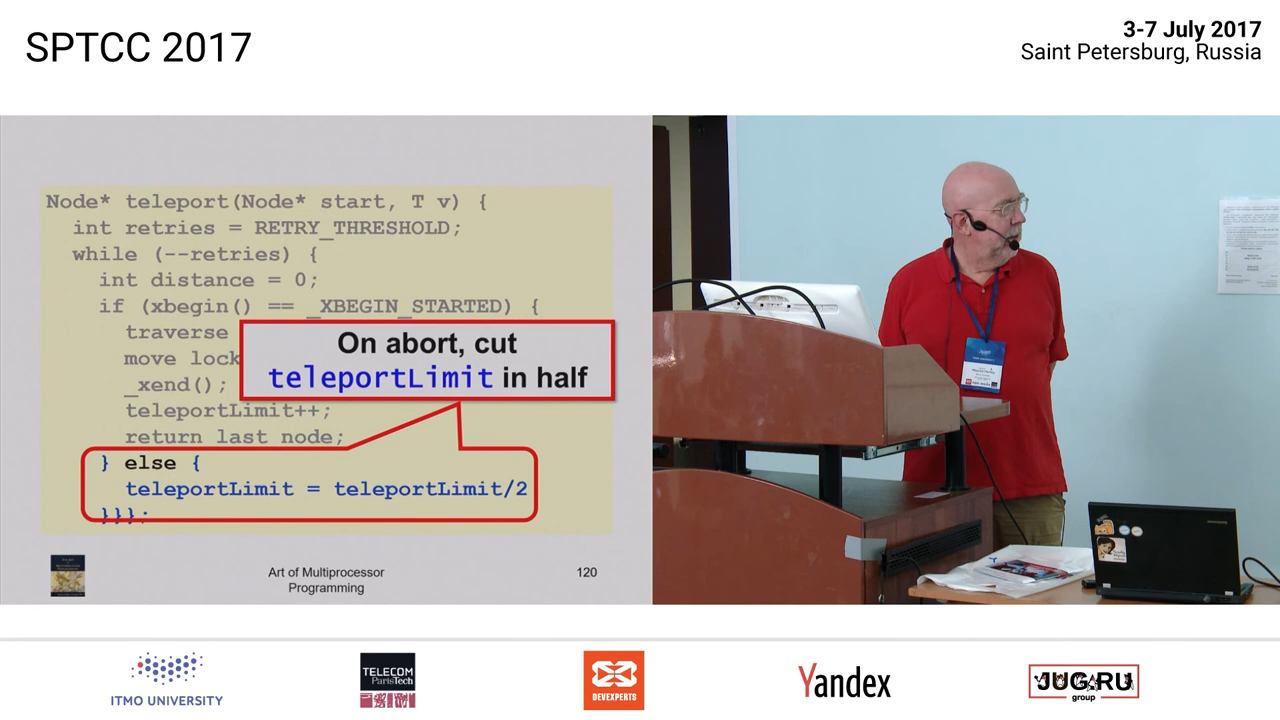 SPTCC 2017
3-7 July 2017
Saint Petersburg, Russia
Node* teleport(Node* start, T v) {
int retries = RETRY_THRESHOLD;
while (--retries) {
int distance = 0;
if (xbegin() == _XBEGIN_STARTED) {
traverse
move lock
_xend();
teleportLimit++;
return last node;
} else {
teleportLimit = teleportLimit/2
}}};
On abort, cut
teleportLimit in half
Art of Multiprocessor
Programming
120
ITMO UNIVERSITY
TELECOM
ParisTech
DEVEXPERTS
Yandex
JUG.RU
group